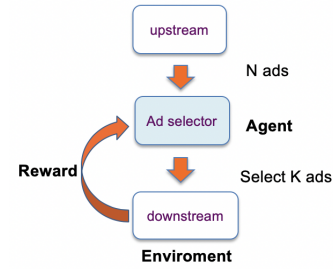 upstream
N ads
Ad selector
Agent
Reward
Select K ads
downstream
Enviroment